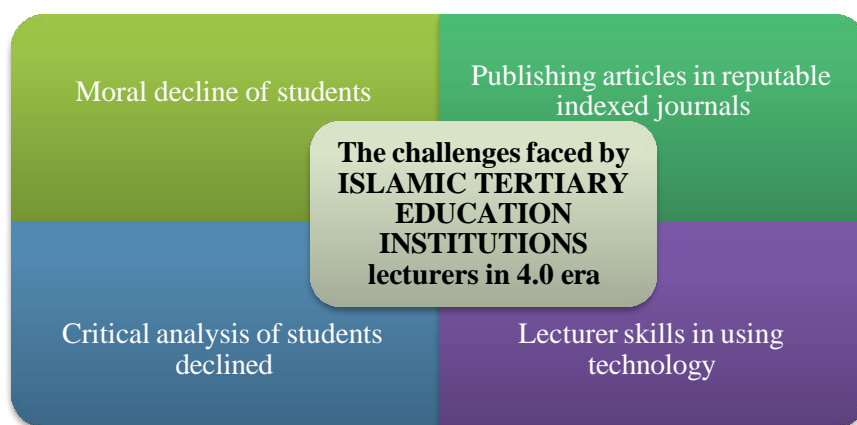 Moral decline of students
Publishing articles in reputable
indexed journals
The challenges faced by
ISLAMIC TERTIARY
EDUCATION
INSTITUTIONS
lecturers in 4.0 era
Critical analysis of students
declined
Lecturer skills in using
technology